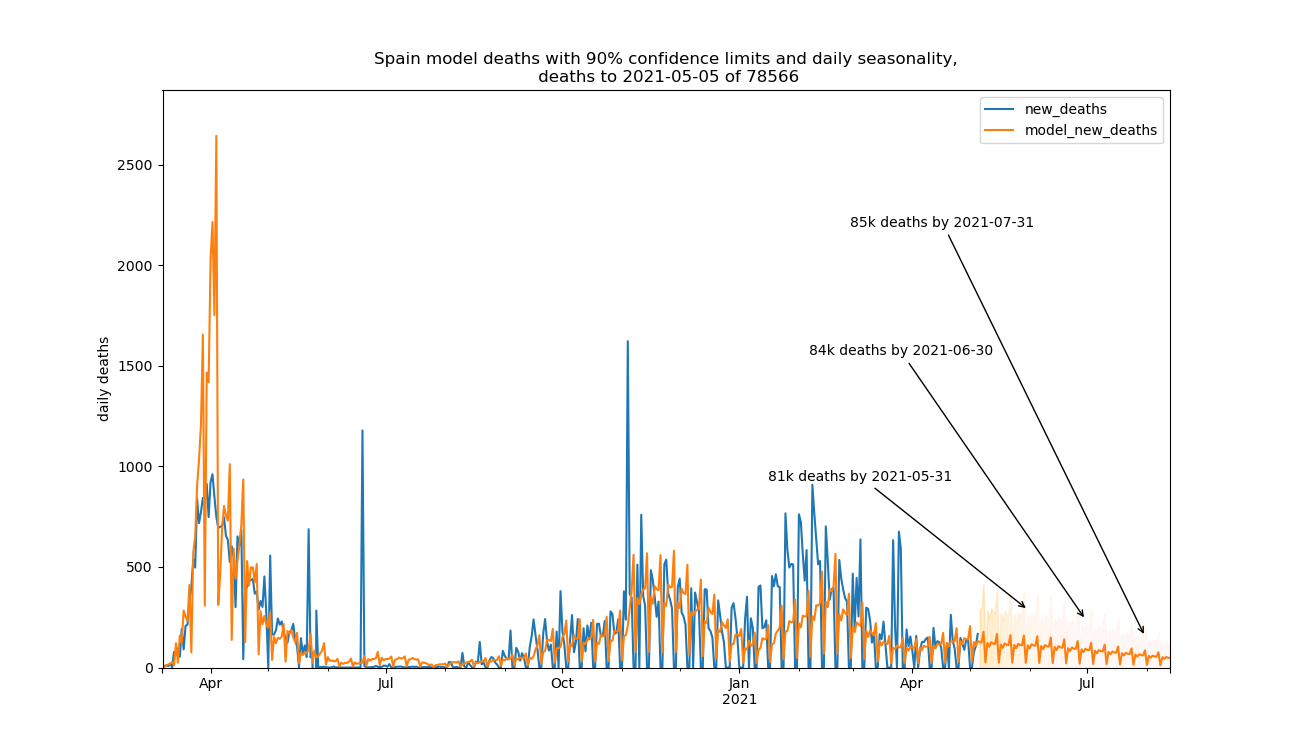 Spain model deaths with 90% confidence limits and daily seasonality,
deaths to 2021-05-05 of 78566
new_deaths
model_new_deaths
85k deaths by 2021-07-31
84k deaths by 2021-06-30
81k deaths by 2021-05-31
daily deaths
2500
2000
1500
1000
500
0
Apr Jul Oct Jan Apr Jul
2021